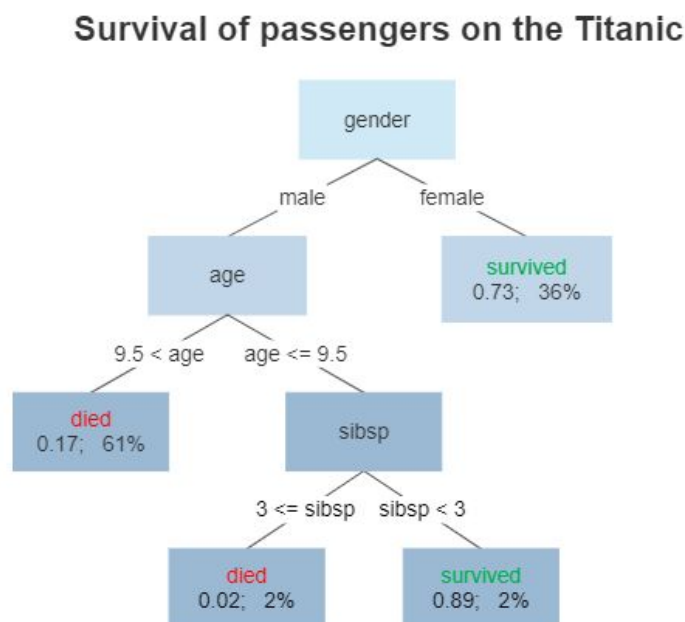 Survival of passengers on the Titanic
gender
male female
age
survived
0.73; 36%
9.5 < age age <= 9.5
died
0.17; 61%
sibsp
3 <= sibsp sibsp < 3
died
0.02; 2%
survived
0.89; 2%